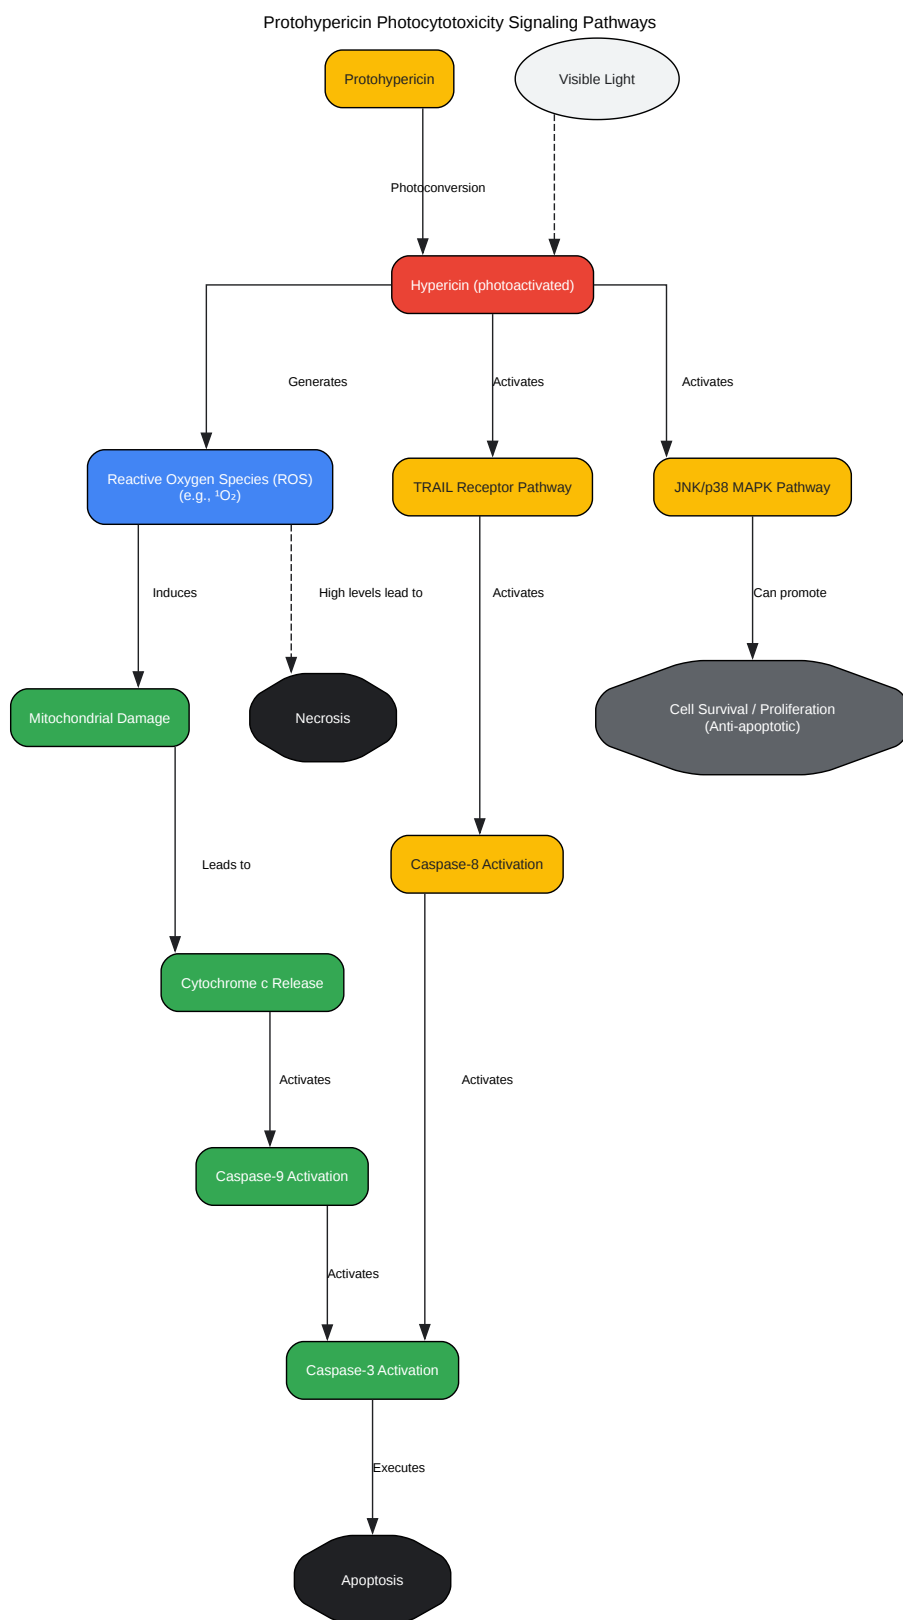 Protohypericin Photocytotoxicity Signaling Pathways
Protohypericin
Visible Light
Photoconversion
Hypericin (photoactivated)
Generates
Activates
Activates
Reactive Oxygen Species (ROS)
(e.g., ¹O₂)
TRAIL Receptor Pathway
JNK/p38 MAPK Pathway
Induces
High levels lead to
Activates
Can promote
Mitochondrial Damage
Necrosis
Cell Survival / Proliferation
(Anti-apoptotic)
Leads to
Caspase-8 Activation
Cytochrome c Release
Activates
Activates
Caspase-9 Activation
Activates
Caspase-3 Activation
Executes
Apoptosis